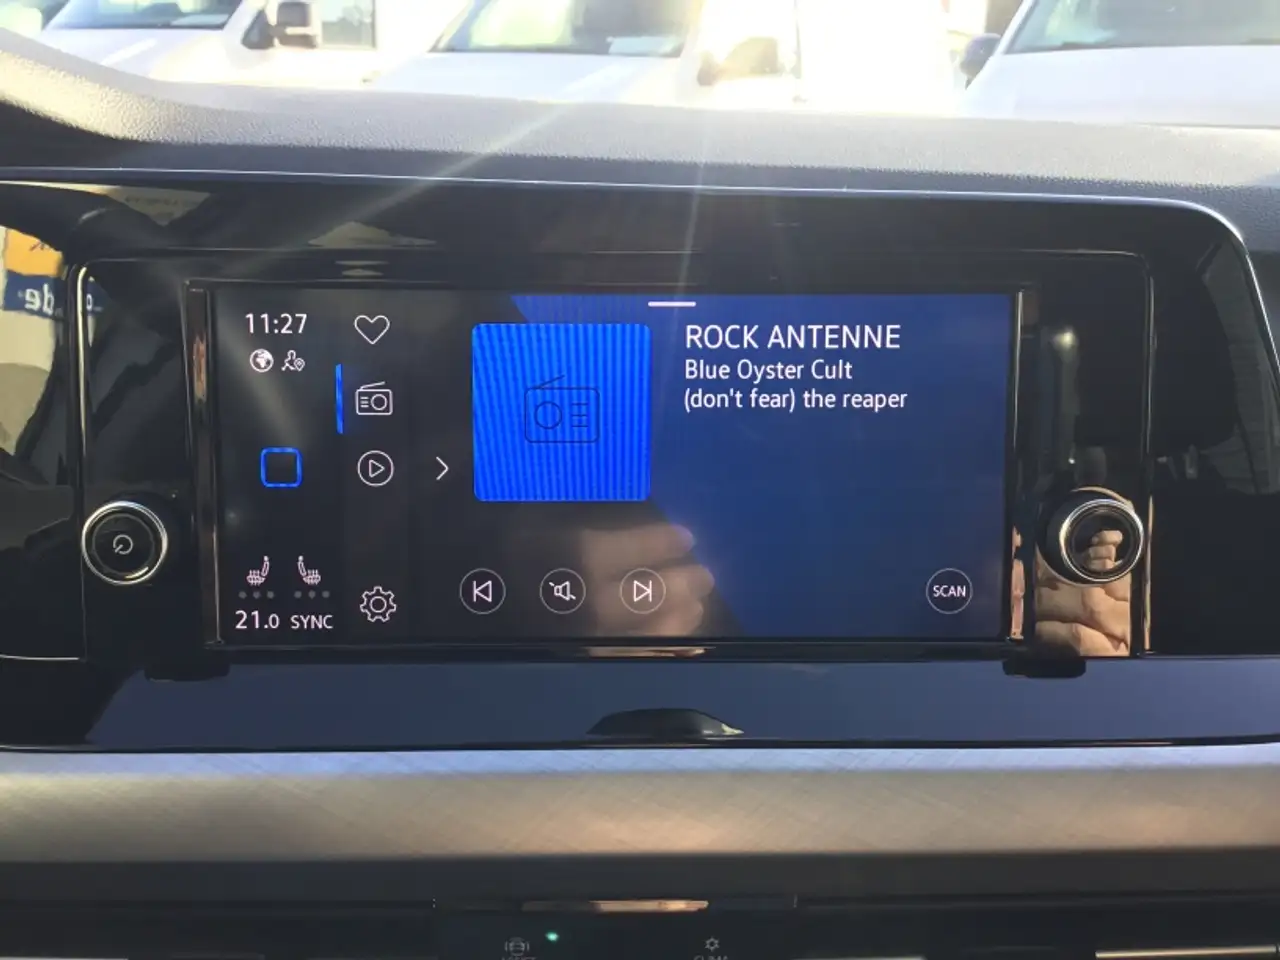 11:27
ROCK ANTENNE
Blue Oyster Cult
(don't fear) the reaper
SCAN
21.0 SYNC